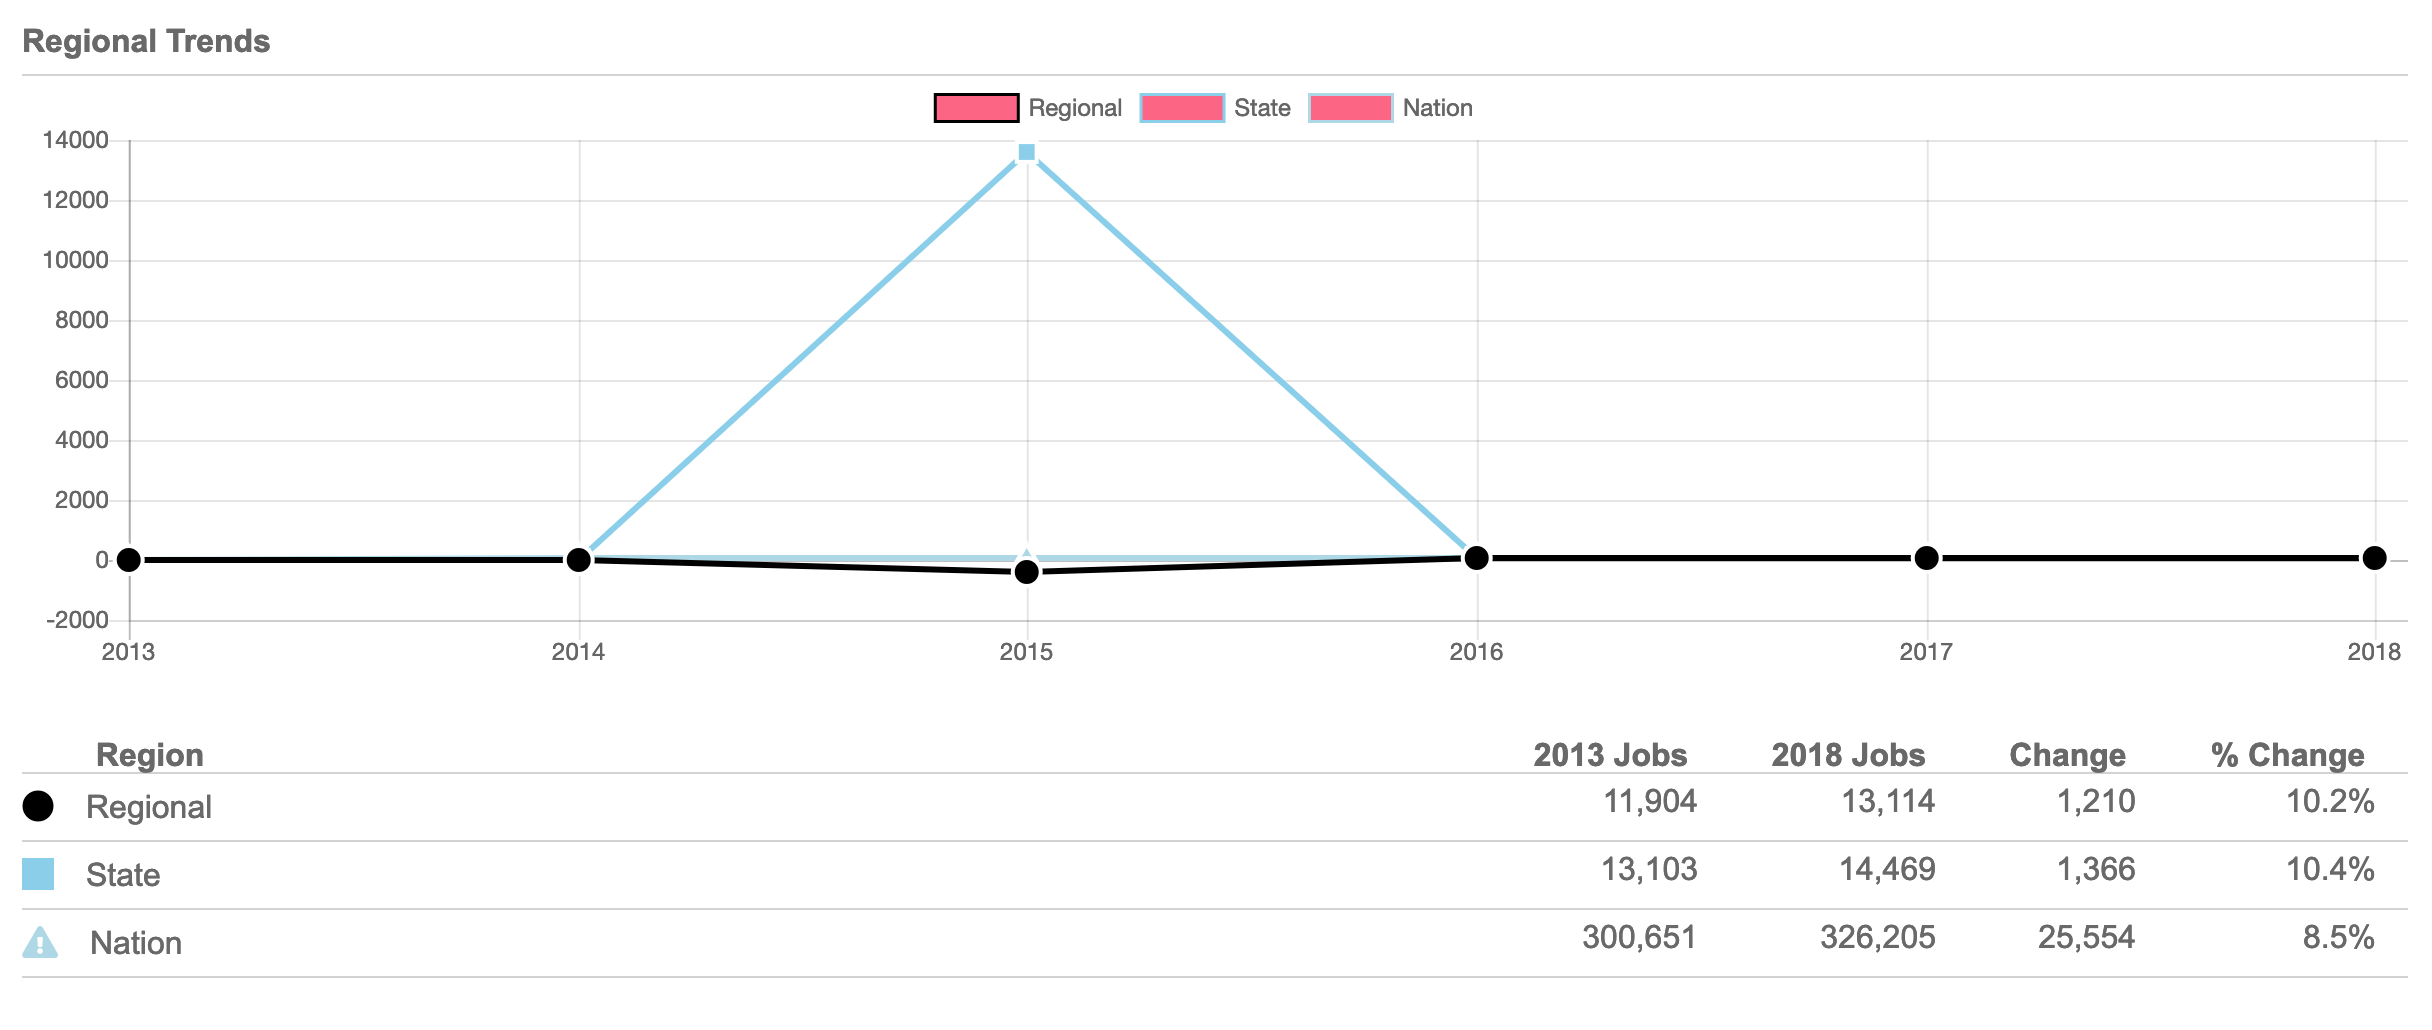 Regional Trends
Regional State Nation
14000
12000
10000
8000
6000
4000
2000
0
-2000
2013 2014 2015 2016 2017 2018
Region 2013 Jobs 2018 Jobs Change % Change
Regional 11,904 13,114 1,210 10.2%
State 13,103 14,469 1,366 10.4%
Nation 300,651 326,205 25,554 8.5%